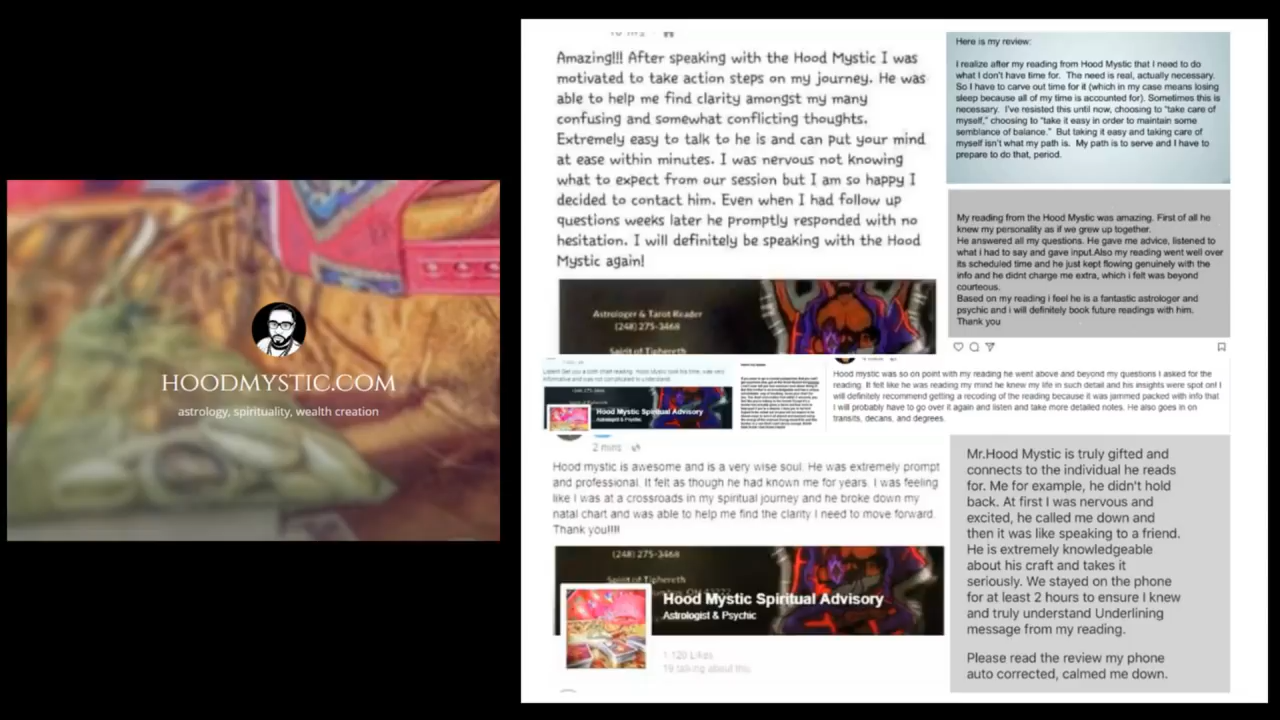 HOODMYSTIC.COM
astrology, spirituality, wealth creation
Amazing!!! After speaking with the Hood Mystic I was
motivated to take action steps on my journey. He was
able to help me find clarity amongst my many
confusing and somewhat conflicting thoughts.
Extremely easy to talk to he is and can put your mind
at ease within minutes. I was nervous not knowing
what to expect from our session but I am so happy I
decided to contact him. Even when I had follow up
questions weeks later he promptly responded with no
hesitation. I will definitely be speaking with the Hood
Mystic again!
Astrologer & Tarot Reader
(248) 275-3468
Spirit of Tiphereth
Here is my review:
I realize after my reading from Hood Mystic that I need to do
what I don't have time for. The need is real, actually necessary.
So I have to carve out time for it (which in my case means losing
sleep because all of my time is accounted for). Sometimes this is
necessary. I've resisted this until now, choosing to "take care of
myself," choosing to "take it easy in order to maintain some
semblance of balance." But taking it easy and taking care of
myself isn't what my path is. My path is to serve and I have to
prepare to do that, period.
My reading from the Hood Mystic was amazing. First of all he
knew my personality as if we grew up together.
He answered all my questions. He gave me advice, listened to
what i had to say and gave input.Also my reading went well over
its scheduled time and he just kept flowing genuinely with the
info and he didnt charge me extra, which i felt was beyond
courteous.
Based on my reading i feel he is a fantastic astrologer and
psychic and i will definitely book future readings with him.
Thank you
Hood Mystic Spiritual Advisory
Astrologist & Psychic
Hood mystic was so on point with my reading he went above and beyond my questions I asked for the
reading. It felt like he was reading my mind he knew my life in such detail and his insights were spot on I
will definitely recommend getting a recoding of the reading because it was jammed packed with info that
I will probably have to go over it again and listen and take more detailed notes. He also goes in on
transits, decans, and degrees.
2 mins
Hood mystic is awesome and is a very wise soul. He was extremely prompt
and professional. It felt as though he had known me for years. I was feeling
like I was at a crossroads in my spiritual journey and he broke down my
natal chart and was able to help me find the clarity I need to move forward.
Thank you!!!!
(248) 275-3468
Spirit of Tiphereth
Hood Mystic Spiritual Advisory
Astrologist & Psychic
1,120 Likes
19 talking about this
Mr.Hood Mystic is truly gifted and
connects to the individual he reads
for. Me for example, he didn't hold
back. At first I was nervous and
excited, he called me down and
then it was like speaking to a friend.
He is extremely knowledgeable
about his craft and takes it
seriously. We stayed on the phone
for at least 2 hours to ensure I knew
and truly understand Underlining
message from my reading.
Please read the review my phone
auto corrected, calmed me down.